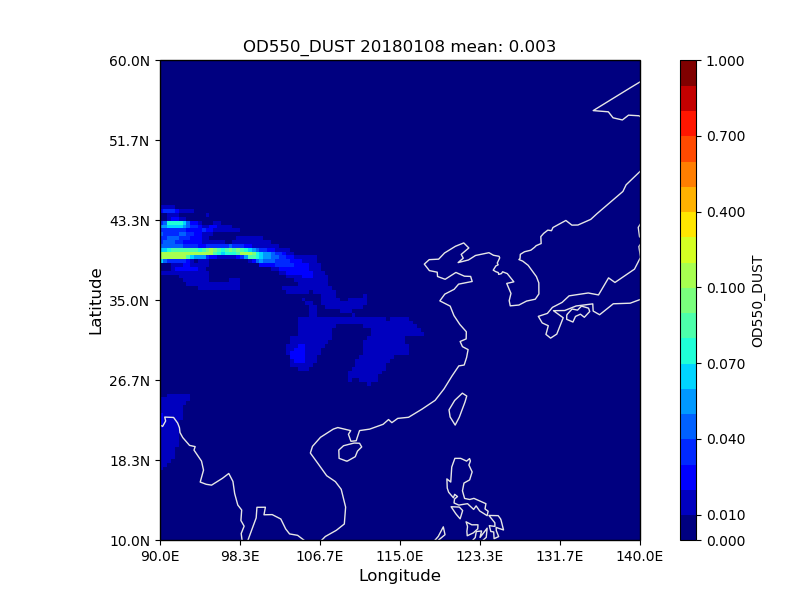 OD550_DUST 20180108 mean: 0.003
60.0N
51.7N
43.3N
35.0N
26.7N
18.3N
10.0N
Latitude
90.0E 98.3E 106.7E 115.0E 123.3E 131.7E 140.0E
Longitude
1.000
0.700
0.400
0.100
0.070
0.040
0.010
0.000
OD550_DUST